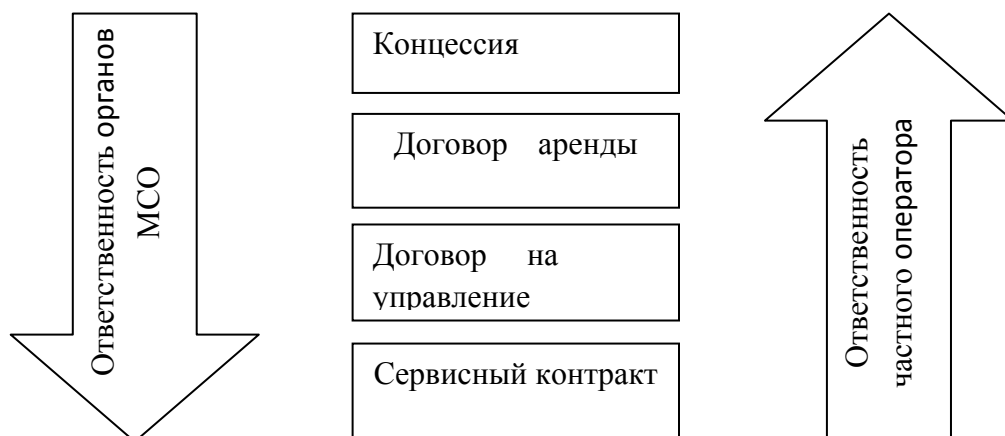 Ответственность органов
МСО
Концессия
Договор аренды
Договор на
управление
Сервисный контракт
Ответственность
частного оператора